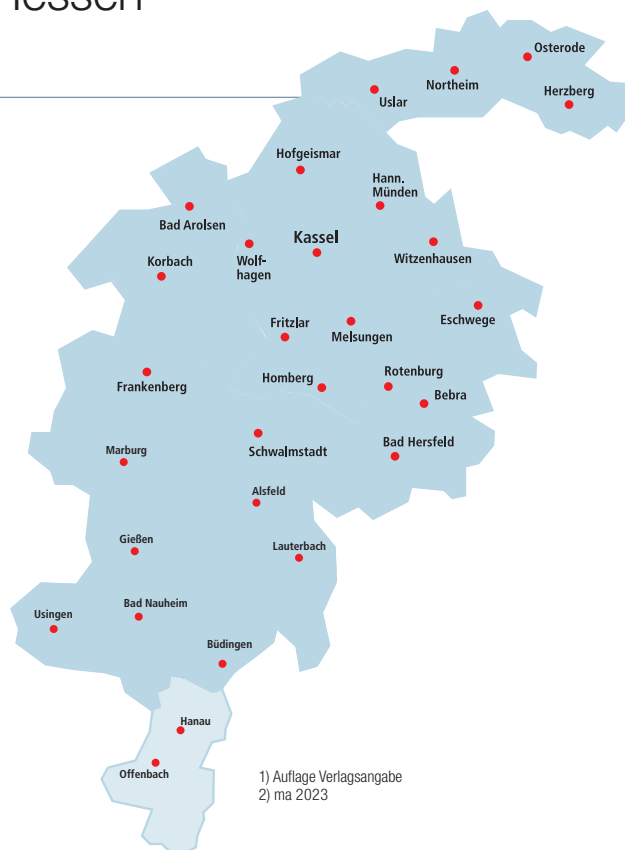 Osterode
Northeim
Herzberg
Uslar
Hofgeismar
Hann.
Münden
Bad Arolsen
Kassel
Witzenhausen
Wolf-
hagen
Korbach
Eschwege
Fritzlar
Melsungen
Rotenburg
Homberg
Frankenberg
Bebra
Bad Hersfeld
Schwalmstadt
Marburg
Alsfeld
Gießen
Lauterbach
Bad Nauheim
Usingen
Büdingen
Hanau
Offenbach
1) Auflage Verlagsangabe
2) ma 2023